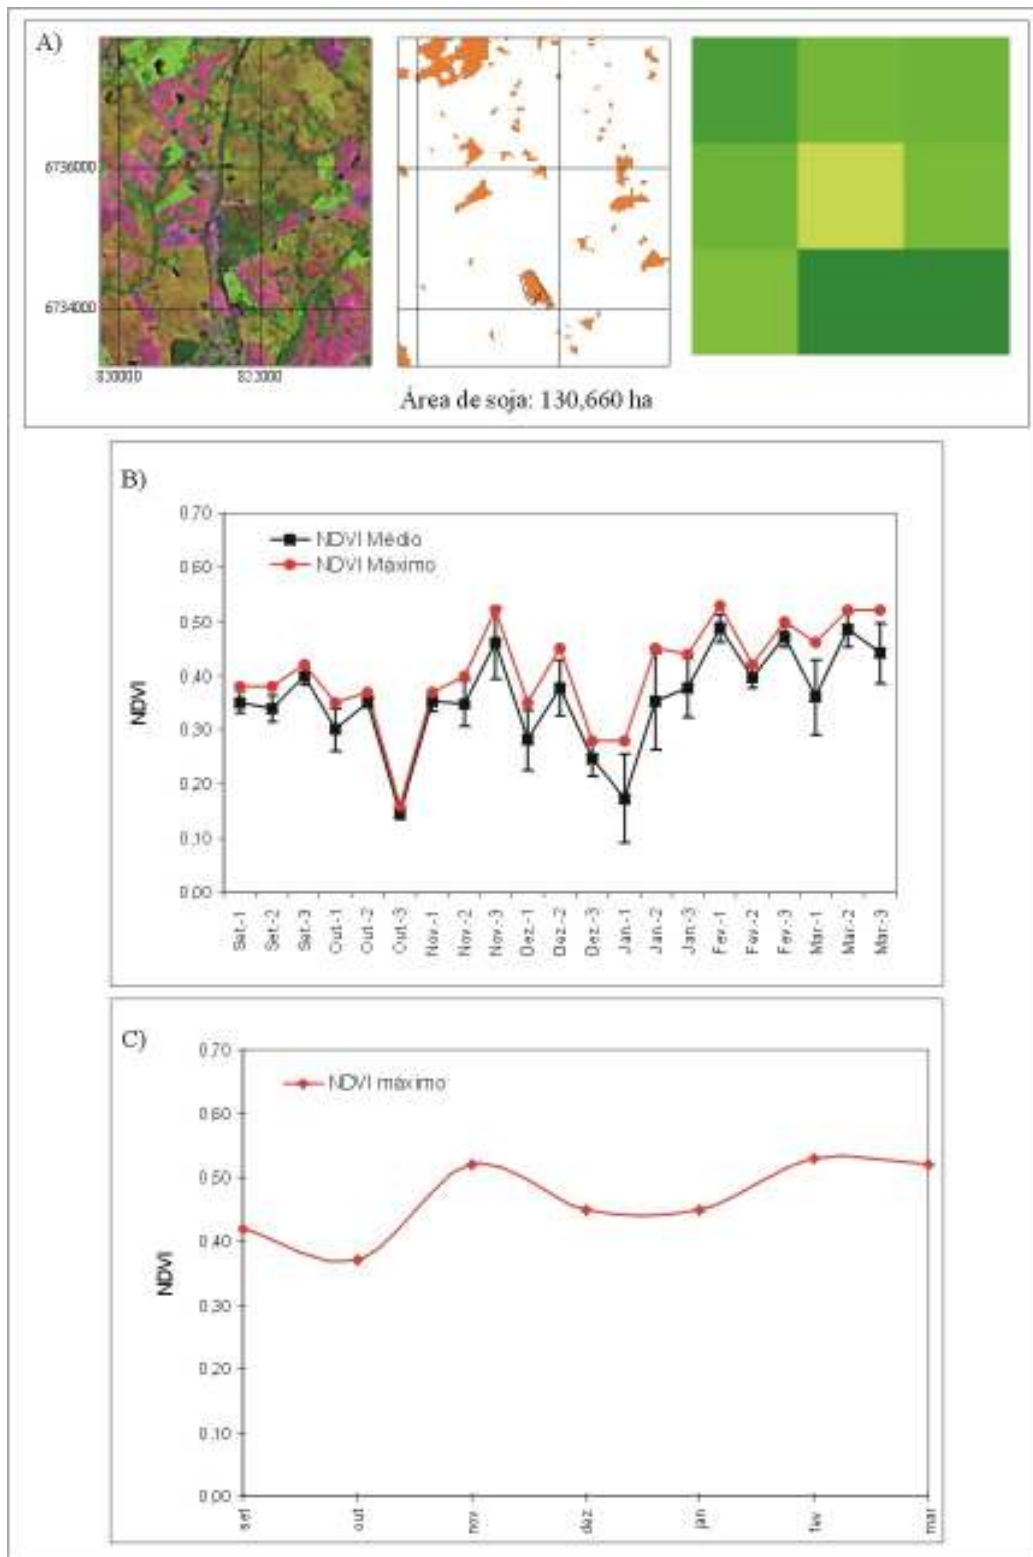 A)
6736000
6734000
820000
822000
Área de soja: 130,660 ha
B)
NDVI
0.70
0.60
0.50
0.40
0.30
0.20
0.10
0.00
NDVI Médio
NDVI Máximo
Set-1
Set-2
Set-3
Out-1
Out-2
Out-3
Nov.-1
Nov.-2
Nov.-3
Dez.-1
Dez.-2
Dez.-3
Jan.-1
Jan.-2
Jan.-3
Fev.-1
Fev.-2
Fev.-3
Mar.-1
Mar.-2
Mar.-3
C)
NDVI
0.70
0.60
0.50
0.40
0.30
0.20
0.10
0.00
NDVI máximo
set
out
nov
dez
jan
fev
mar